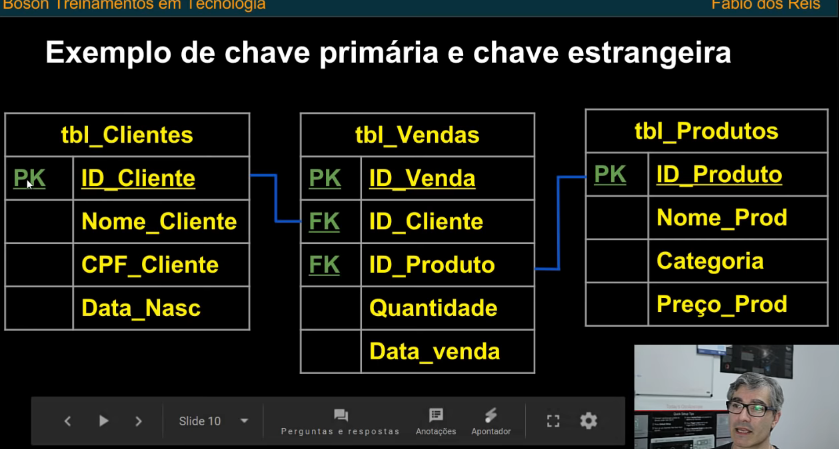 Boson Treinamentos em Tecnologia
Fábio dos Reis
Exemplo de chave primária e chave estrangeira
tbl_Clientes
PK ID_Cliente
Nome_Cliente
CPF_Cliente
Data_Nasc
tbl_Vendas
PK ID_Venda
FK ID_Cliente
FK ID_Produto
Quantidade
Data_venda
tbl_Produtos
PK ID_Produto
Nome_Prod
Categoria
Preço_Prod
Slide 10
Perguntas e respostas
Anotações
Apontador